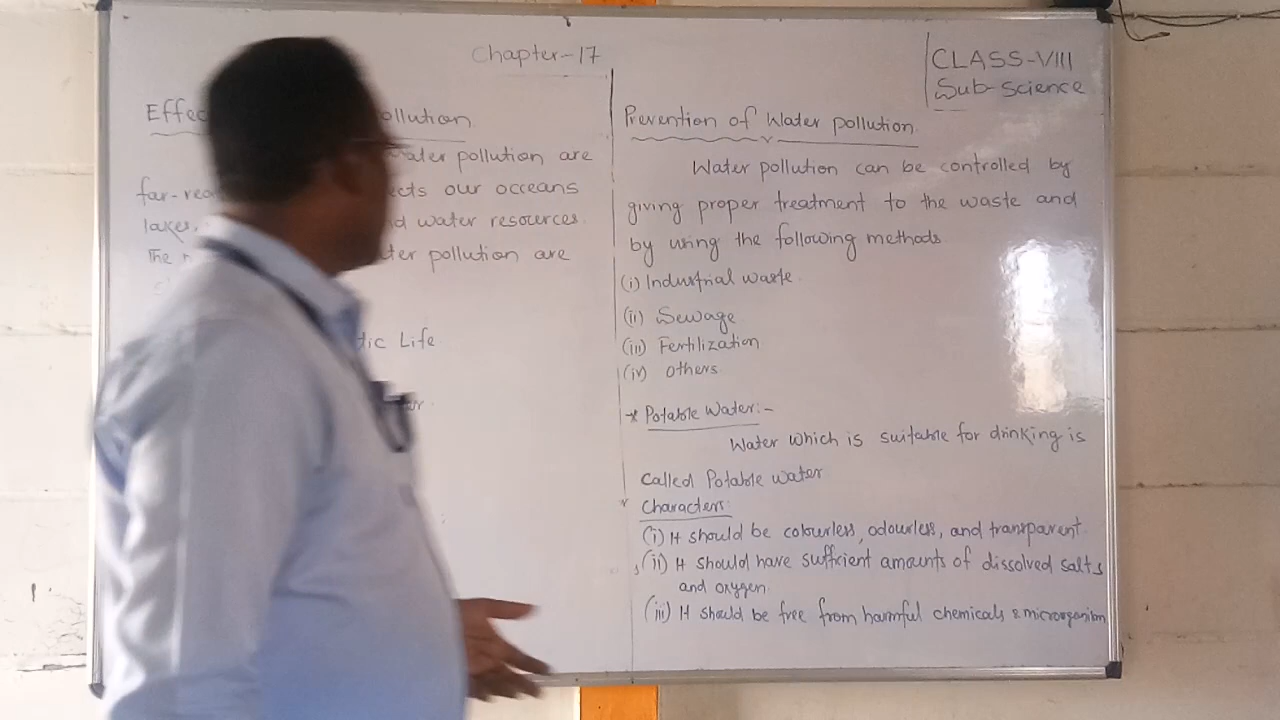 Chapter-17
CLASS-VIII
Sub-Science
ollution
ater pollution are
cts our occeans
lakes, d water resources.
The ter pollution are
tic Life
Prevention of Water pollution.
Water pollution can be controlled by
giving proper treatment to the waste and
by using the following methods
(i) Industrial waste.
(ii) Sewage
(iii) Fertilization
(iv) others.
* Potable Water:-
Water which is suitable for drinking is
called Potable water
Characters:
(i) It should be colourless, odourless, and transparent.
(ii) It should have sufficient amounts of dissolved salts
and oxygen.
(iii) It should be free from harmful chemicals &